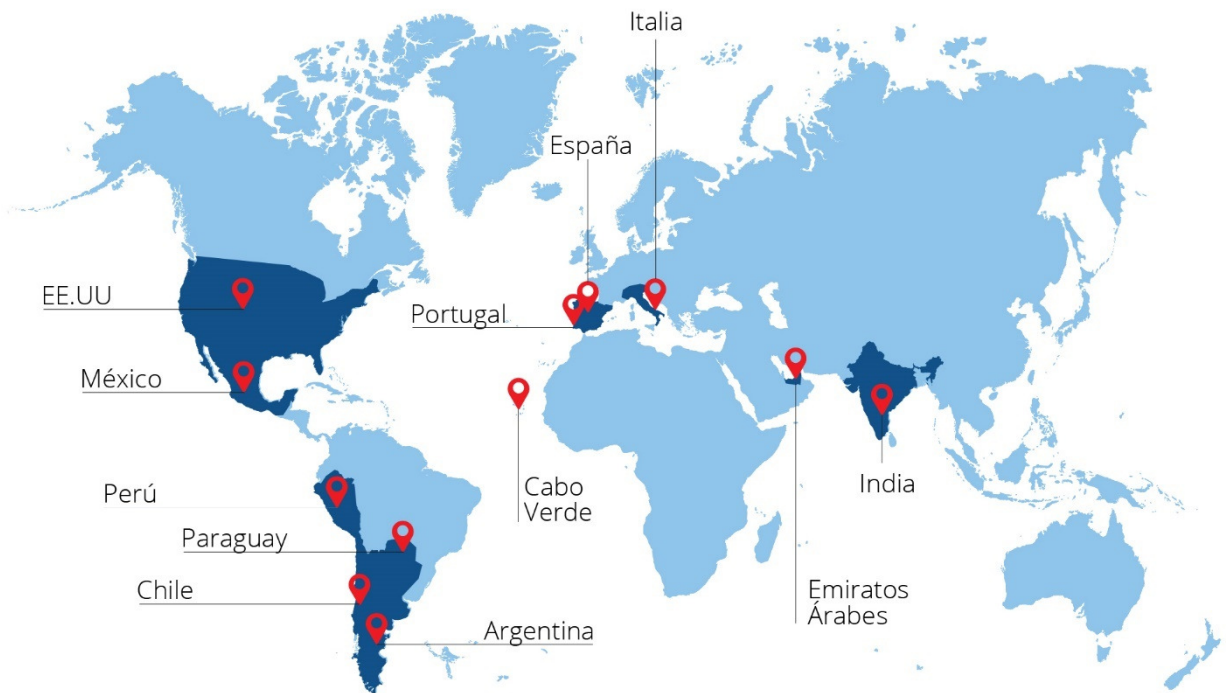 Italia
España
EE.UU
Portugal
México
Perú
Cabo
Verde
India
Paraguay
Chile
Emiratos
Árabes
Argentina